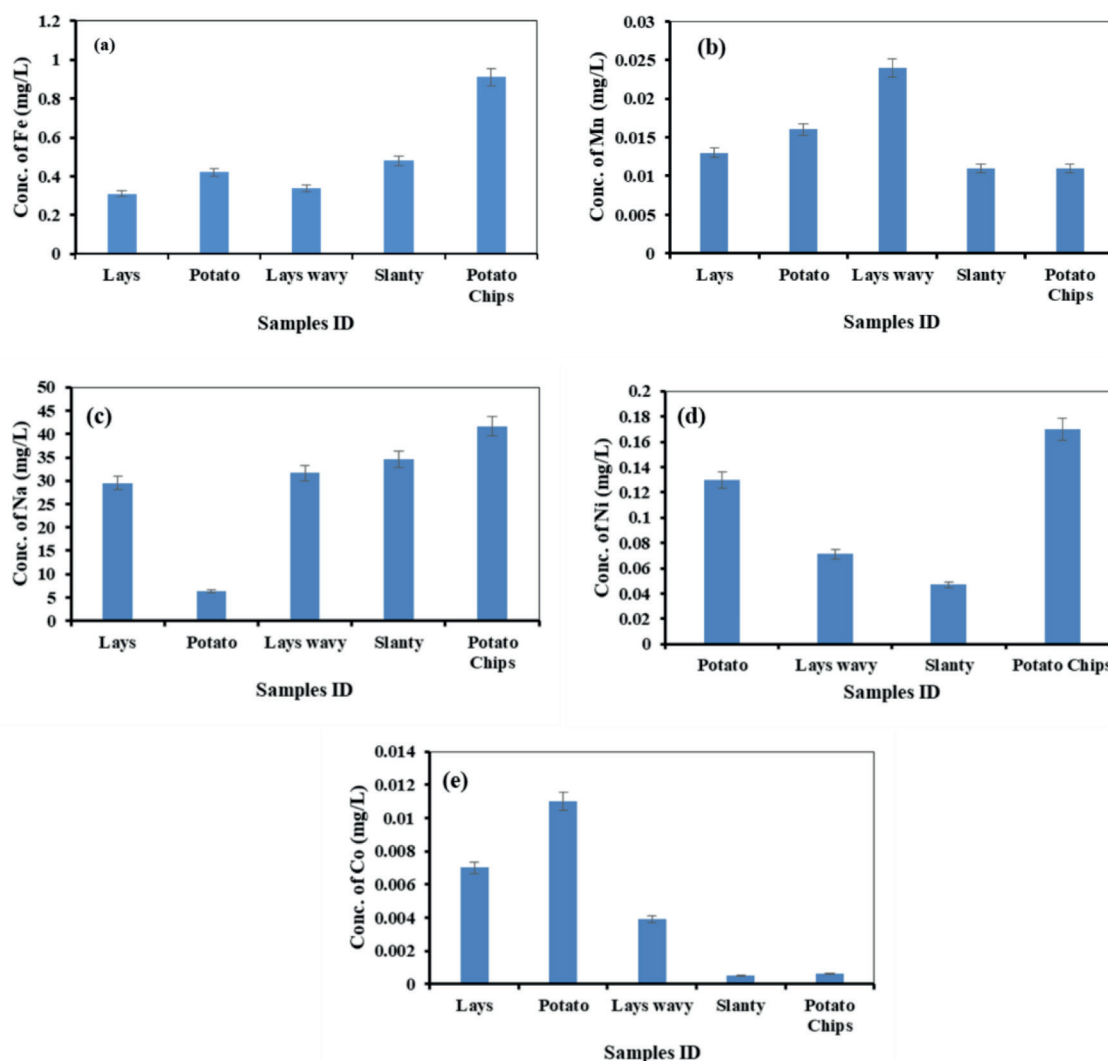 (a)
Conc. of Fe (mg/L)
1.2
1
0.8
0.6
0.4
0.2
0
Lays Potato Lays wavy Slanty Potato
Chips
Samples ID
(b)
Conc. of Mn (mg/L)
0.03
0.025
0.02
0.015
0.01
0.005
0
Lays Potato Lays wavy Slanty Potato
Chips
Samples ID
(c)
Conc. of Na (mg/L)
50
45
40
35
30
25
20
15
10
5
0
Lays Potato Lays wavy Slanty Potato
Chips
Samples ID
(d)
Conc. of Ni (mg/L)
0.2
0.18
0.16
0.14
0.12
0.1
0.08
0.06
0.04
0.02
0
Potato Lays wavy Slanty Potato Chips
Samples ID
(e)
Conc. of Co (mg/L)
0.014
0.012
0.01
0.008
0.006
0.004
0.002
0
Lays Potato Lays wavy Slanty Potato
Chips
Samples ID